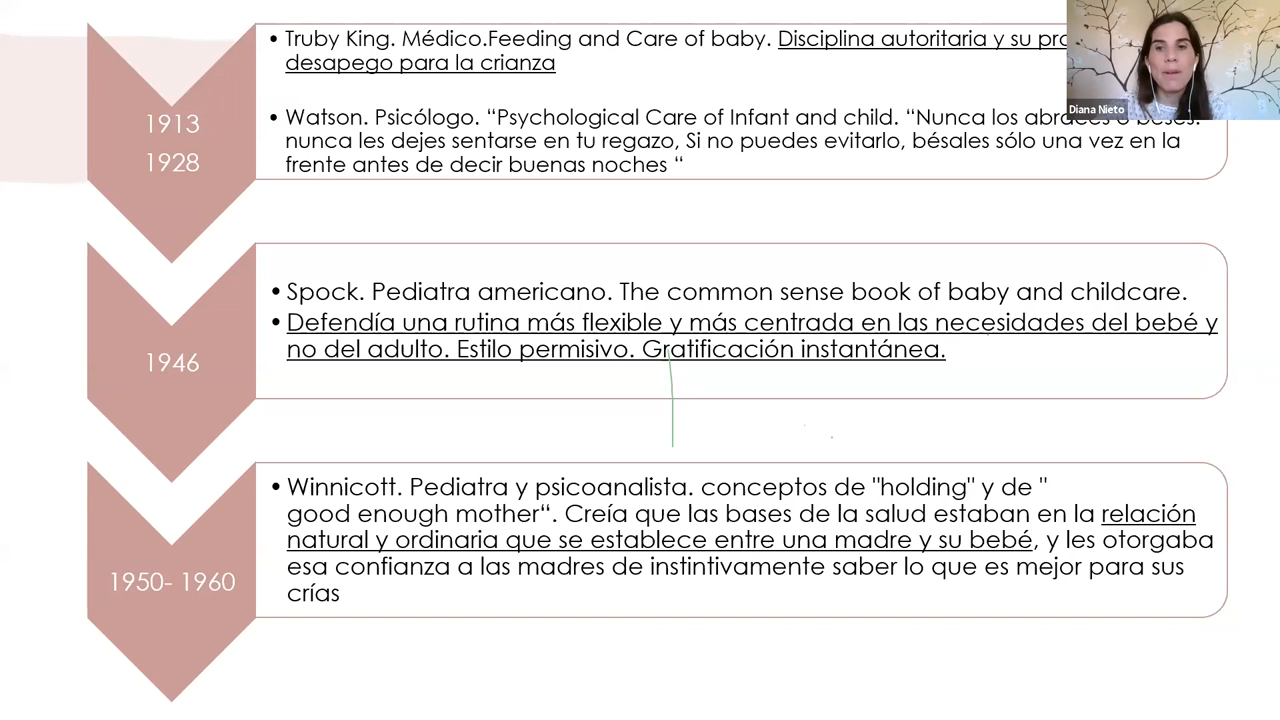 1913
1928
• Truby King. Médico.Feeding and Care of baby. Disciplina autoritaria y su
desapego para la crianza
• Watson. Psicólogo. “Psychological Care of Infant and child. “Nunca los
nunca les dejes sentarse en tu regazo, Si no puedes evitarlo, bésales sólo una vez en la
frente antes de decir buenas noches “
Diana Nieto
1946
• Spock. Pediatra americano. The common sense book of baby and childcare.
• Defendía una rutina más flexible y más centrada en las necesidades del bebé y
no del adulto. Estilo permisivo. Gratificación instantánea.
1950- 1960
• Winnicott. Pediatra y psicoanalista. conceptos de "holding" y de "
good enough mother“. Creía que las bases de la salud estaban en la relación
natural y ordinaria que se establece entre una madre y su bebé, y les otorgaba
esa confianza a las madres de instintivamente saber lo que es mejor para sus
crías